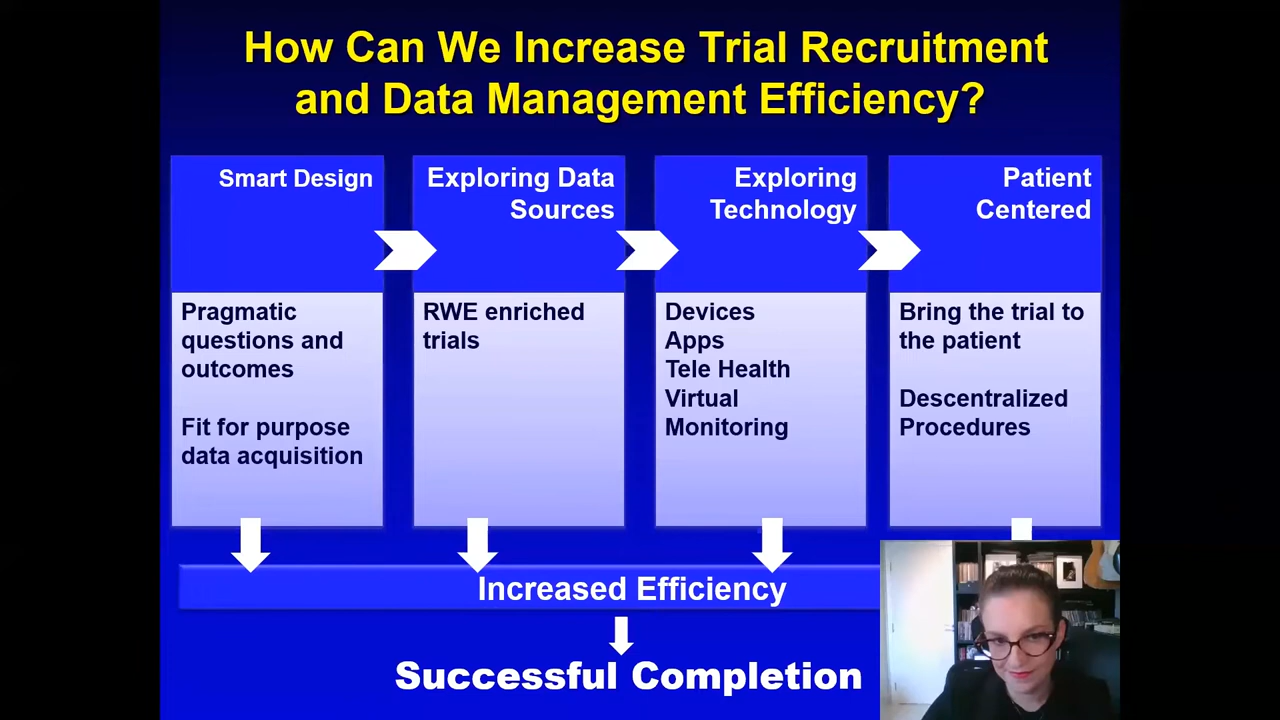 How Can We Increase Trial Recruitment
and Data Management Efficiency?
Smart Design
Pragmatic
questions and
outcomes
Fit for purpose
data acquisition
Exploring Data
Sources
RWE enriched
trials
Exploring
Technology
Devices
Apps
Tele Health
Virtual
Monitoring
Patient
Centered
Bring the trial to
the patient
Descentralized
Procedures
Increased Efficiency
Successful Completion